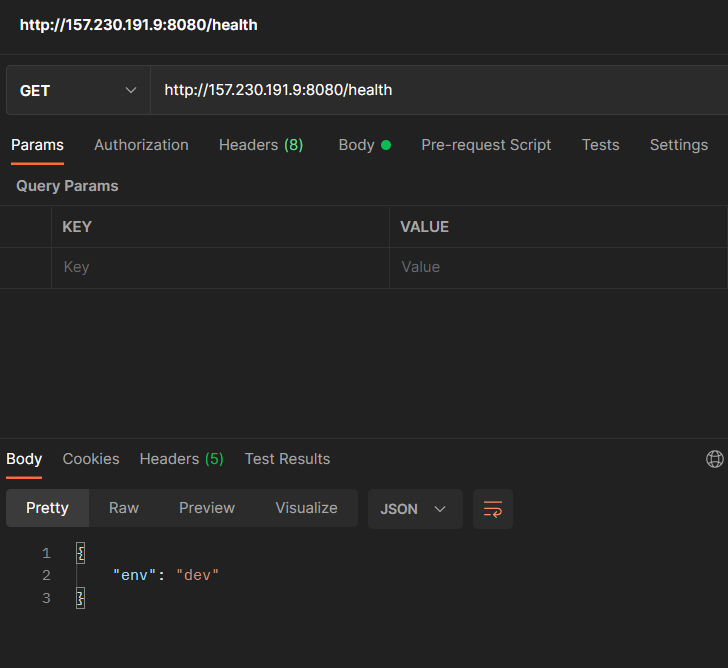 http://157.230.191.9:8080/health
GET http://157.230.191.9:8080/health
Params Authorization Headers (8) Body Pre-request Script Tests Settings
Query Params
KEY VALUE
Key Value
Body Cookies Headers (5) Test Results
Pretty Raw Preview Visualize JSON
1 {
2 "env": "dev"
3 }